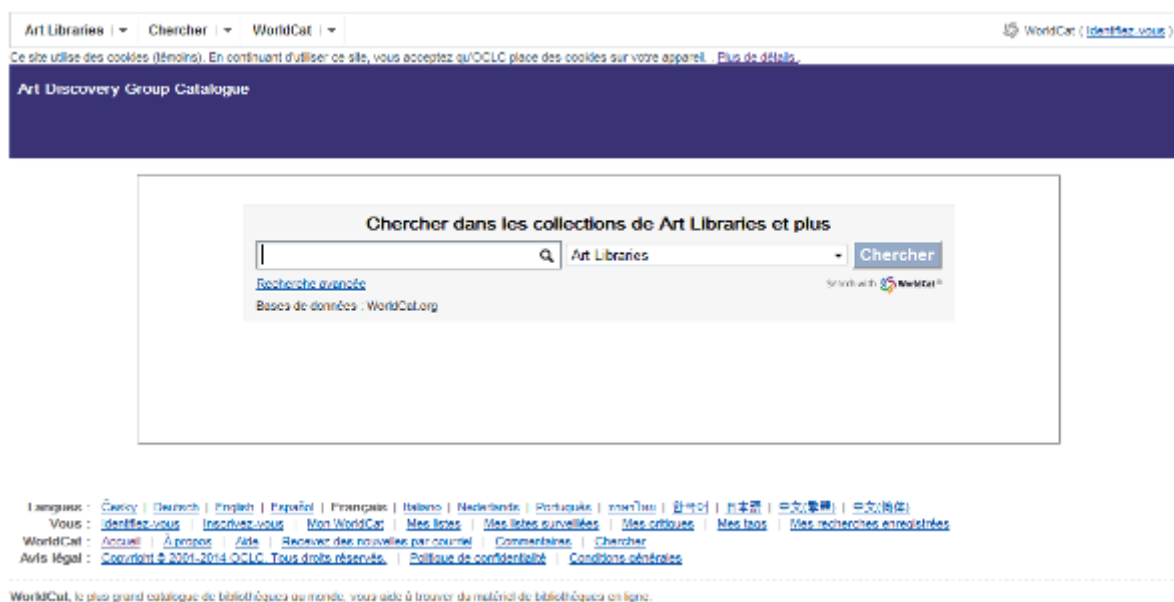 Art Libraries | Chercher | WorldCat | WorldCat ( Identifiez-vous )
Ce site utilise des cookies (témoins). En continuant d'utiliser ce site, vous acceptez qu'OCLC place des cookies sur votre appareil. . Plus de détails.
Art Discovery Group Catalogue
Chercher dans les collections de Art Libraries et plus
Art Libraries Chercher
Recherche avancée Search with WorldCat®
Bases de données : WorldCat.org
Langues : Česky | Deutsch | English | Español | Français | Italiano | Nederlands | Português | ภาษาไทย | 한국어 | 日本語 | 中文(繁體) | 中文(简体)
Vous : Identifiez-vous | Inscrivez-vous | Mon WorldCat | Mes listes | Mes listes surveillées | Mes critiques | Mes tags | Mes recherches enregistrées
WorldCat : Accueil | À propos | Aide | Recevez des nouvelles par courriel | Commentaires | Chercher
Avis légal : Copyright © 2001-2014 OCLC. Tous droits réservés. | Politique de confidentialité | Conditions générales
WorldCat, le plus grand catalogue de bibliothèques au monde, vous aide à trouver du matériel de bibliothèques en ligne.